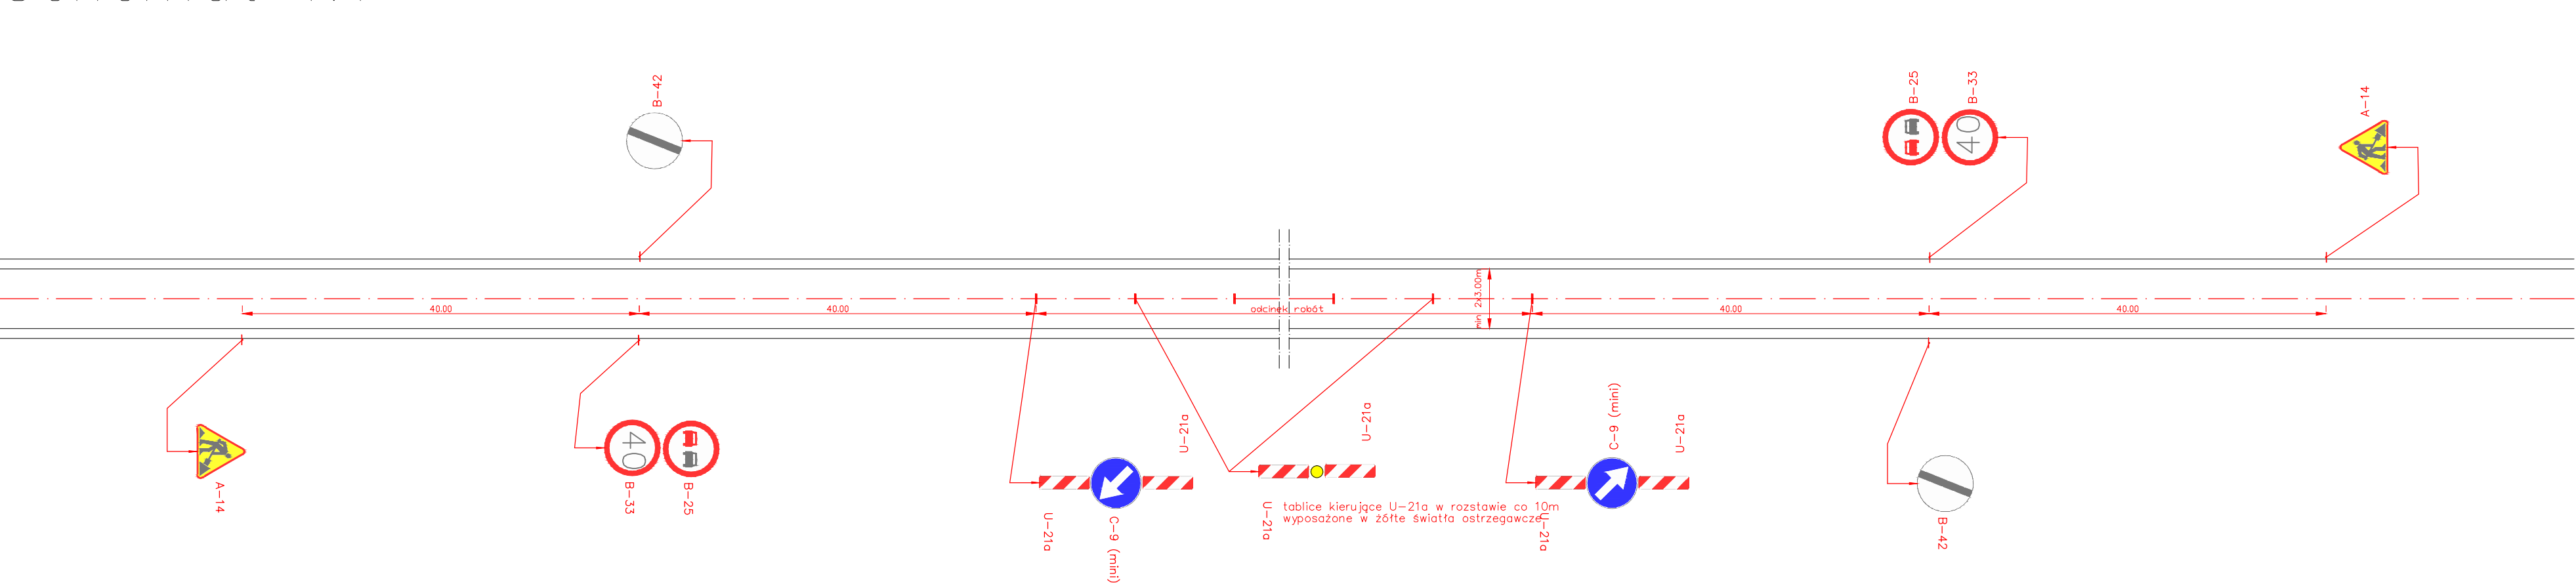 B-42
B-25
B-33
40
A-14
40.00
40.00
odcinek robót
min 2x3.00m
40.00
40.00
A-14
40
B-33
B-25
U-21a
U-21a
C-9 (mini)
U-21a
U-21a
tablice kierujące U-21a w rozstawie co 10m
wyposażone w żółte światła ostrzegawcze
C-9 (mini)
U-21a
U-21a
B-42